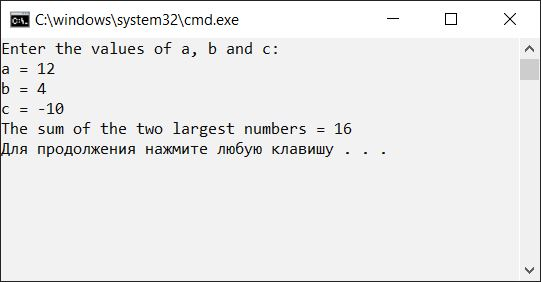 C:\windows\system32\cmd.exe
Enter the values of a, b and c:
a = 12
b = 4
c = -10
The sum of the two largest numbers = 16
Для продолжения нажмите любую клавишу . . .